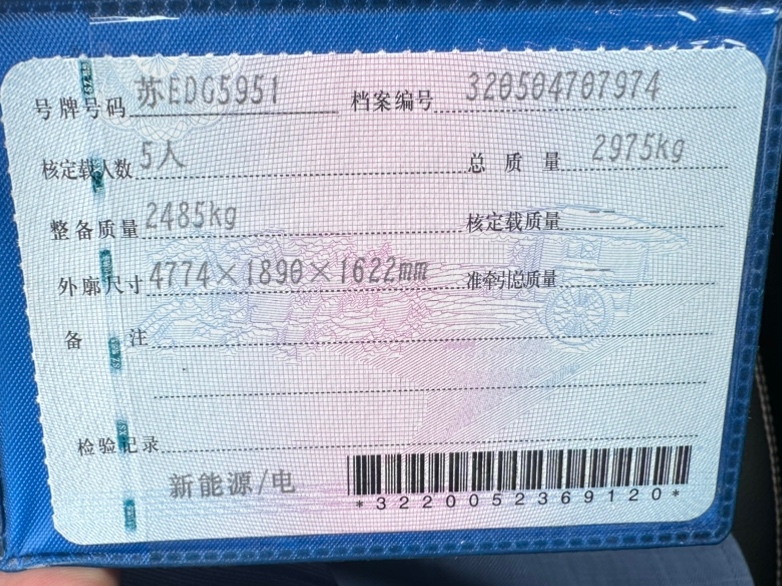 号牌号码 苏EDG5951 档案编号 320504707974
核定载人数 5人 总质量 2975kg
整备质量 2485kg 核定载质量 --
外廓尺寸 4774×1890×1622mm 准牵引总质量 --
备注
检验记录
新能源/电
*3220052369120*